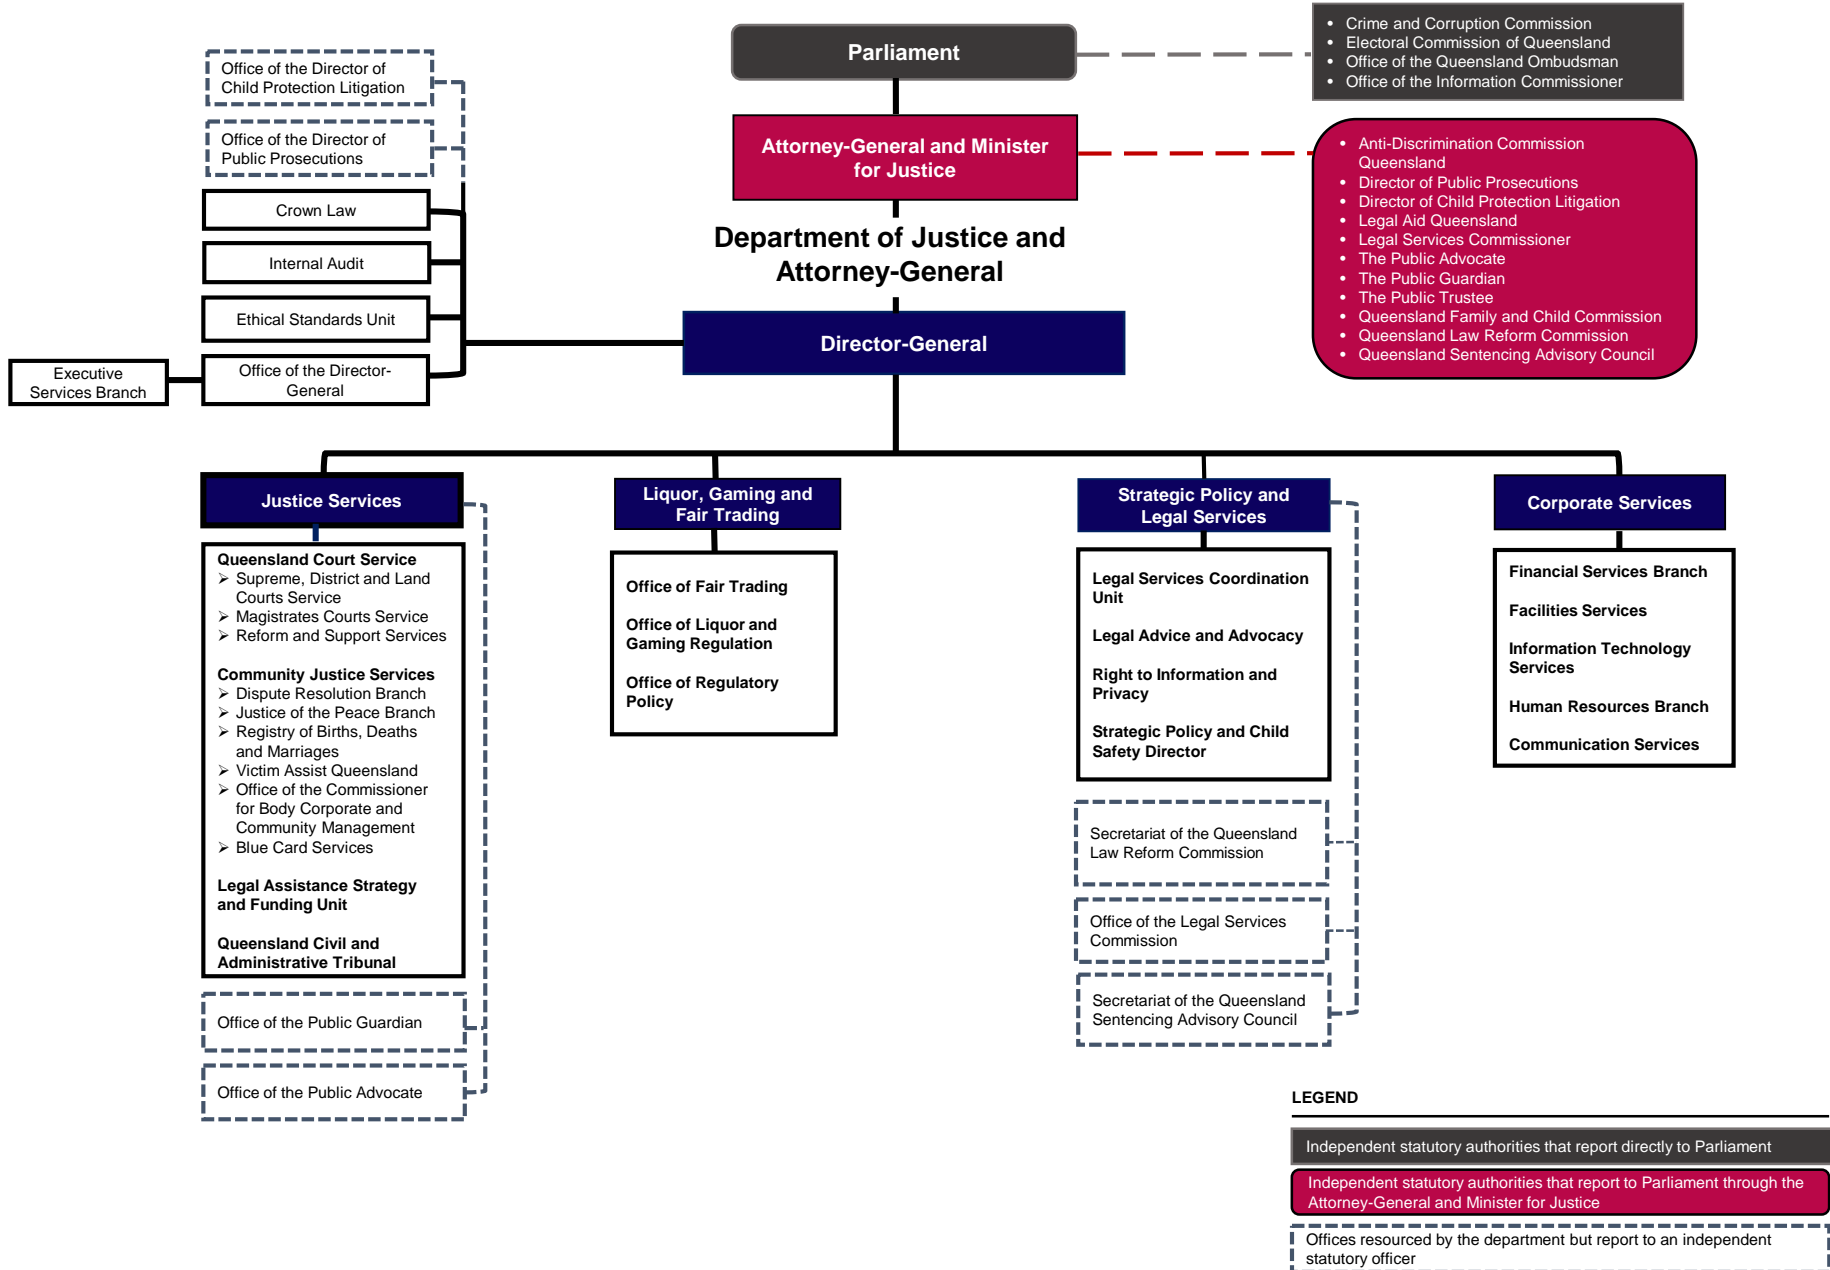 Parliament
• Crime and Corruption Commission
• Electoral Commission of Queensland
• Office of the Queensland Ombudsman
• Office of the Information Commissioner
Office of the Director of
Child Protection Litigation
Office of the Director of
Public Prosecutions
Crown Law
Internal Audit
Ethical Standards Unit
Office of the Director-
General
Executive
Services Branch
Attorney-General and Minister
for Justice
• Anti-Discrimination Commission
Queensland
• Director of Public Prosecutions
• Director of Child Protection Litigation
• Legal Aid Queensland
• Legal Services Commissioner
• The Public Advocate
• The Public Guardian
• The Public Trustee
• Queensland Family and Child Commission
• Queensland Law Reform Commission
• Queensland Sentencing Advisory Council
Department of Justice and
Attorney-General
Director-General
Justice Services
Queensland Court Service
➢ Supreme, District and Land
Courts Service
➢ Magistrates Courts Service
➢ Reform and Support Services
Community Justice Services
➢ Dispute Resolution Branch
➢ Justice of the Peace Branch
➢ Registry of Births, Deaths
and Marriages
➢ Victim Assist Queensland
➢ Office of the Commissioner
for Body Corporate and
Community Management
➢ Blue Card Services
Legal Assistance Strategy
and Funding Unit
Queensland Civil and
Administrative Tribunal
Office of the Public Guardian
Office of the Public Advocate
Liquor, Gaming and
Fair Trading
Office of Fair Trading
Office of Liquor and
Gaming Regulation
Office of Regulatory
Policy
Strategic Policy and
Legal Services
Legal Services Coordination
Unit
Legal Advice and Advocacy
Right to Information and
Privacy
Strategic Policy and Child
Safety Director
Secretariat of the Queensland
Law Reform Commission
Office of the Legal Services
Commission
Secretariat of the Queensland
Sentencing Advisory Council
Corporate Services
Financial Services Branch
Facilities Services
Information Technology
Services
Human Resources Branch
Communication Services
LEGEND
Independent statutory authorities that report directly to Parliament
Independent statutory authorities that report to Parliament through the
Attorney-General and Minister for Justice
Offices resourced by the department but report to an independent
statutory officer